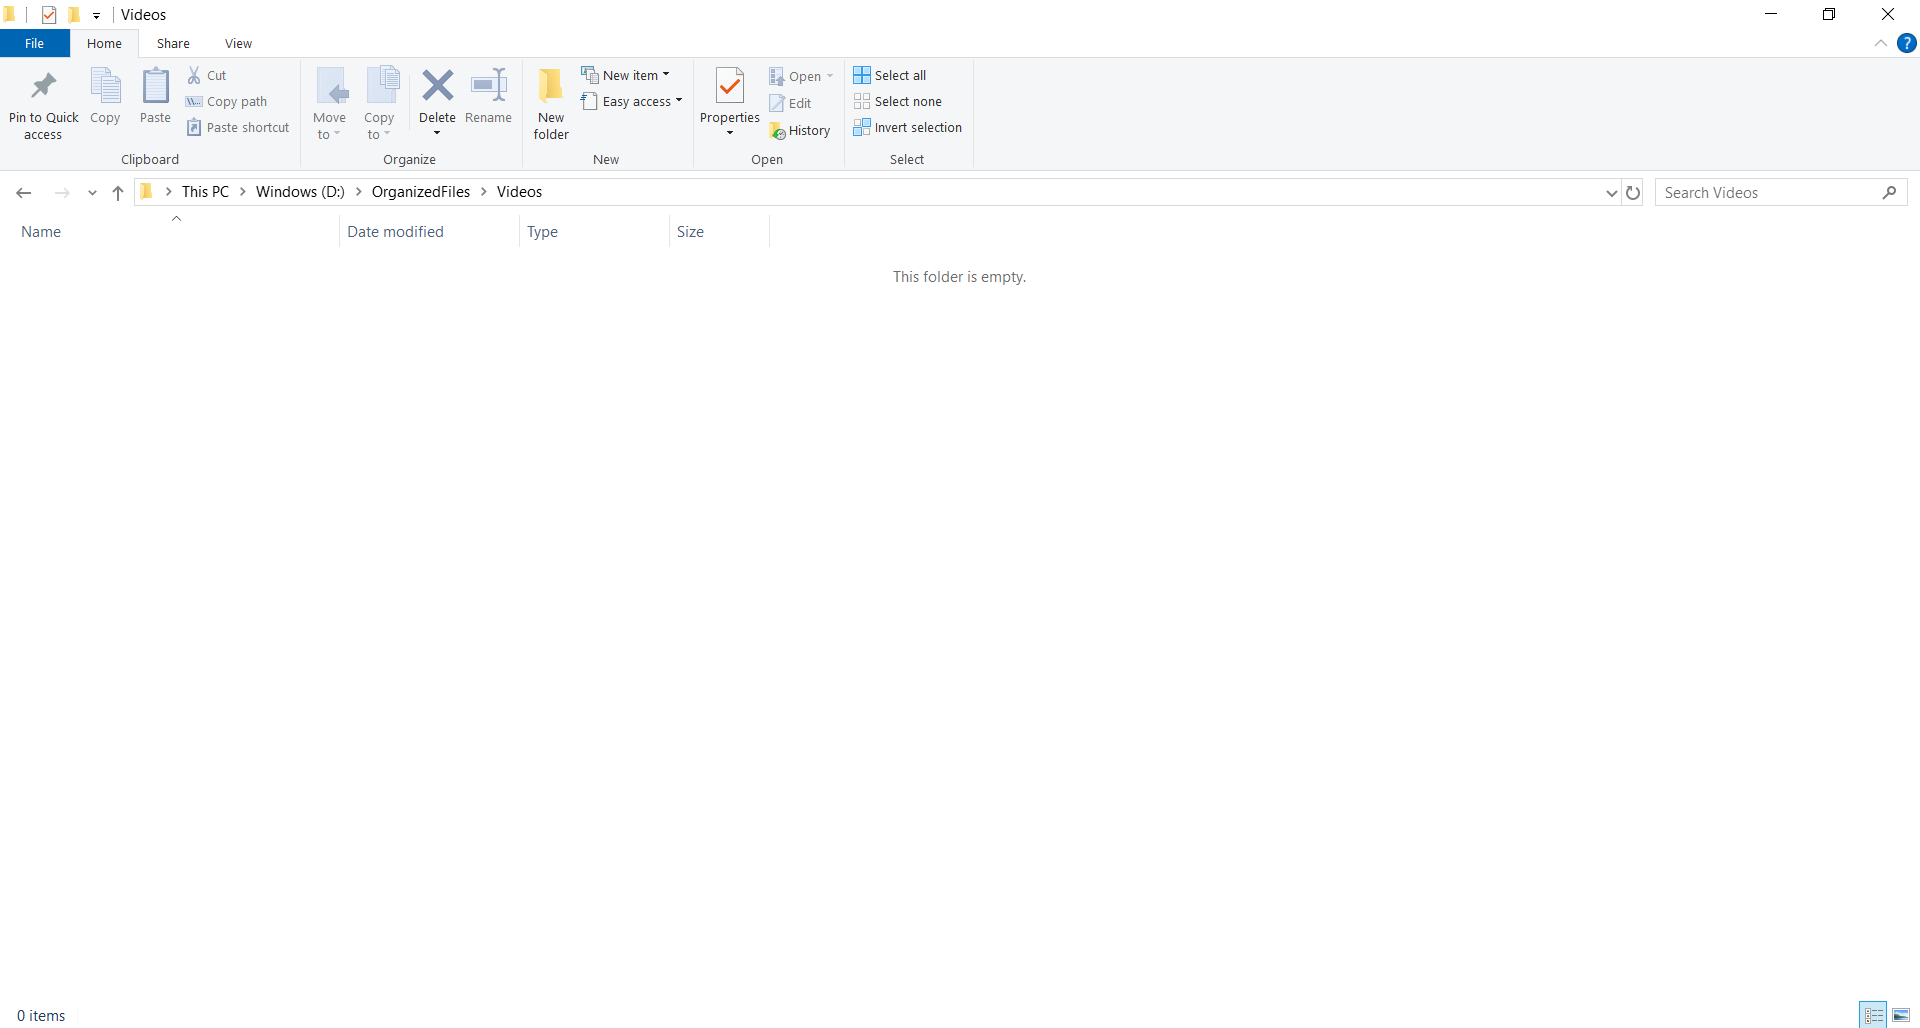 Videos
File Home Share View
Pin to Quick access
Copy
Paste
Cut
Copy path
Paste shortcut
Clipboard
Move to
Copy to
Delete
Rename
Organize
New folder
New item
Easy access
New
Properties
Open
Edit
History
Open
Select all
Select none
Invert selection
Select
This PC Windows (D:) OrganizedFiles Videos
Search Videos
Name Date modified Type Size
This folder is empty.
0 items